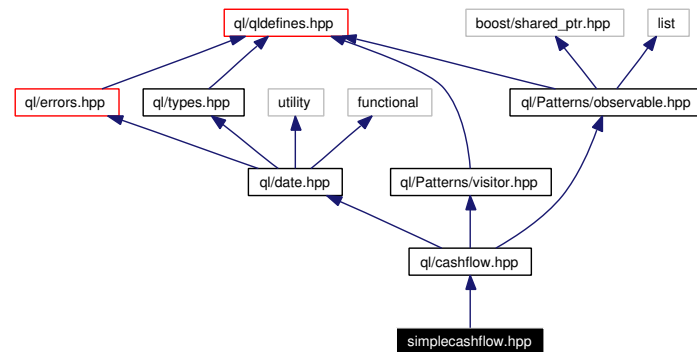 ql/qldefines.hpp
boost/shared_ptr.hpp
list
ql/errors.hpp
ql/types.hpp
utility
functional
ql/Patterns/observable.hpp
ql/date.hpp
ql/Patterns/visitor.hpp
ql/cashflow.hpp
simplecashflow.hpp